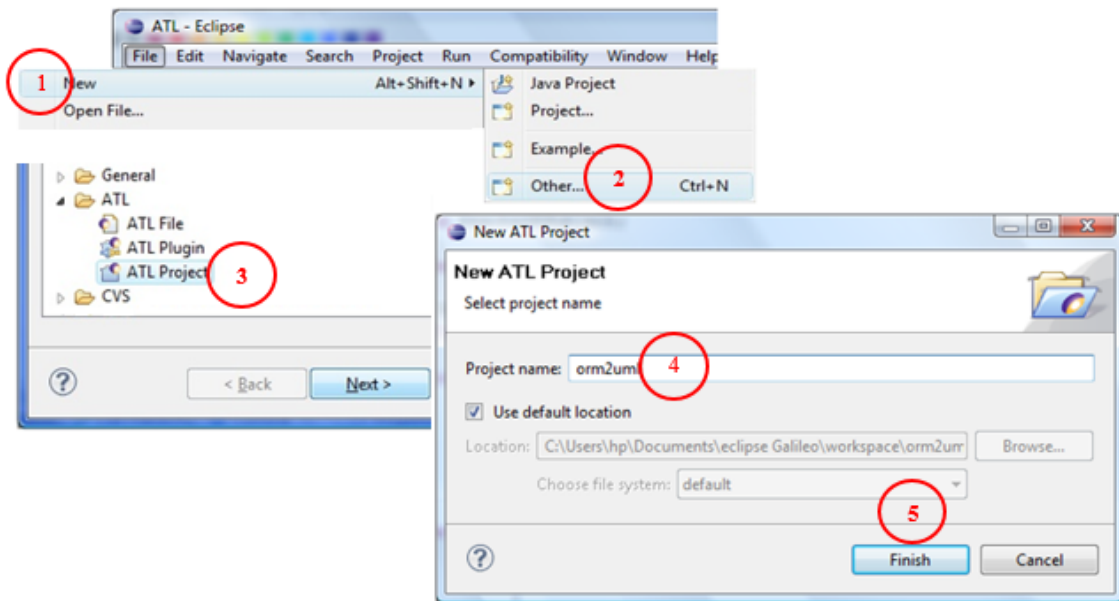 ATL - Eclipse
File Edit Navigate Search Project Run Compatibility Window Help
1 New Alt+Shift+N
Open File...
Java Project
Project...
Example...
Other... 2 Ctrl+N
General
ATL
ATL File
ATL Plugin
ATL Project 3
CVS
? < Back Next >
New ATL Project
New ATL Project
Select project name
Project name: orm2uml 4
Use default location
Location: C:\Users\hp\Documents\eclipse Galileo\workspace\orm2um Browse...
Choose file system: default
5
? Finish Cancel